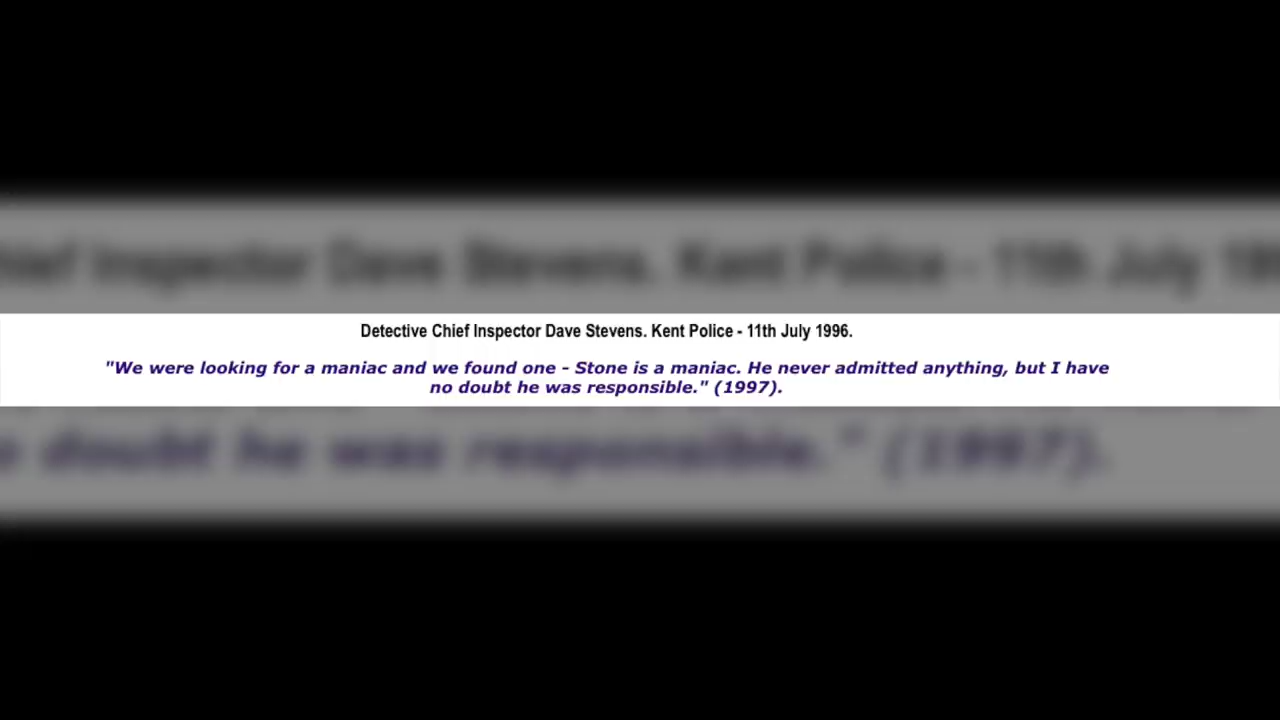 Detective Chief Inspector Dave Stevens. Kent Police - 11th July 1996.
"We were looking for a maniac and we found one - Stone is a maniac. He never admitted anything, but I have
no doubt he was responsible." (1997).